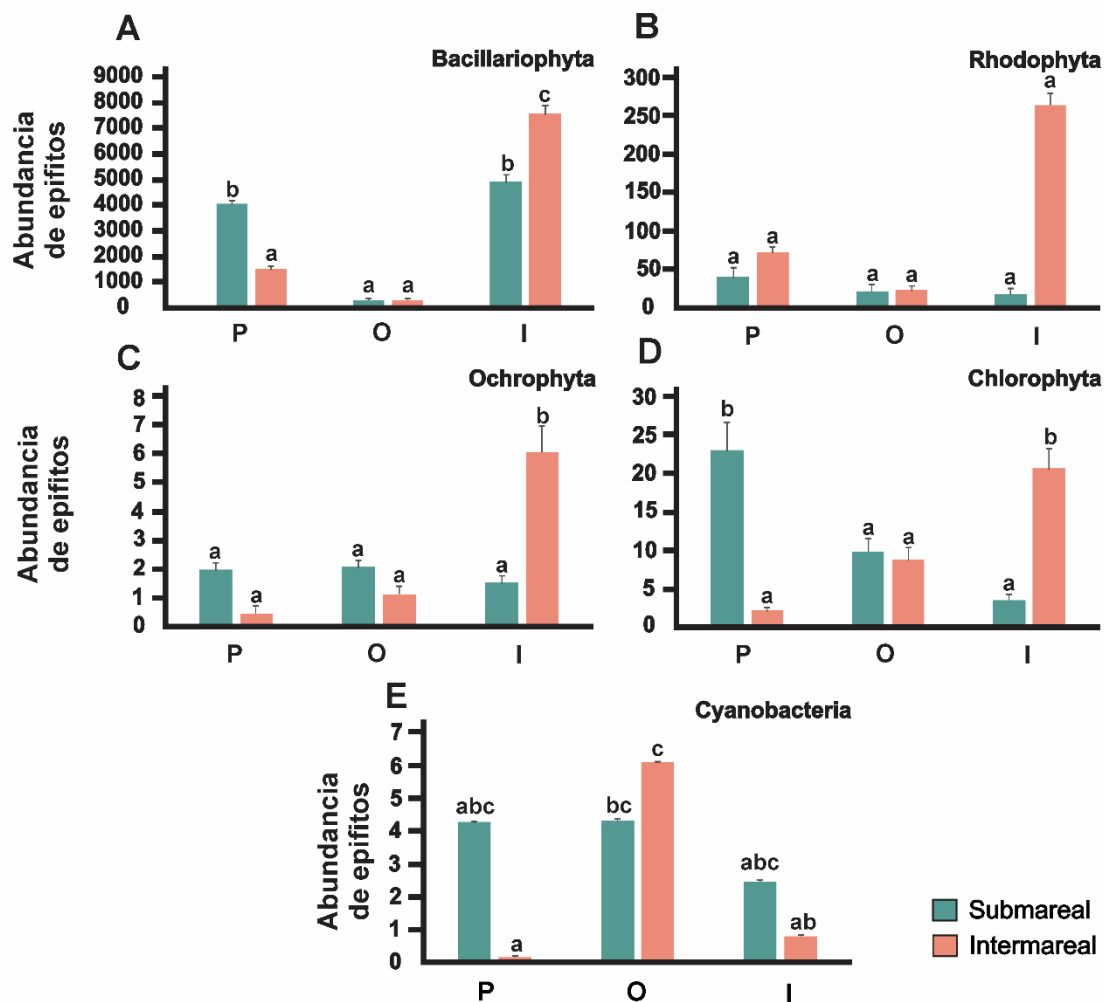 A
Bacillariophyta
Abundancia
de epifitos
9000
8000
7000
6000
5000
4000
3000
2000
1000
0
b
a
a
a
b
c
P
O
I
B
Rhodophyta
300
250
200
150
100
50
0
a
a
a
a
a
a
P
O
I
C
Ochrophyta
Abundancia
de epifitos
8
7
6
5
4
3
2
1
0
a
a
a
a
a
b
P
O
I
D
Chlorophyta
30
25
20
15
10
5
0
b
a
a
a
a
b
P
O
I
E
Cyanobacteria
Abundancia
de epifitos
7
6
5
4
3
2
1
0
abc
a
bc
c
abc
ab
P
O
I
Submareal
Intermareal